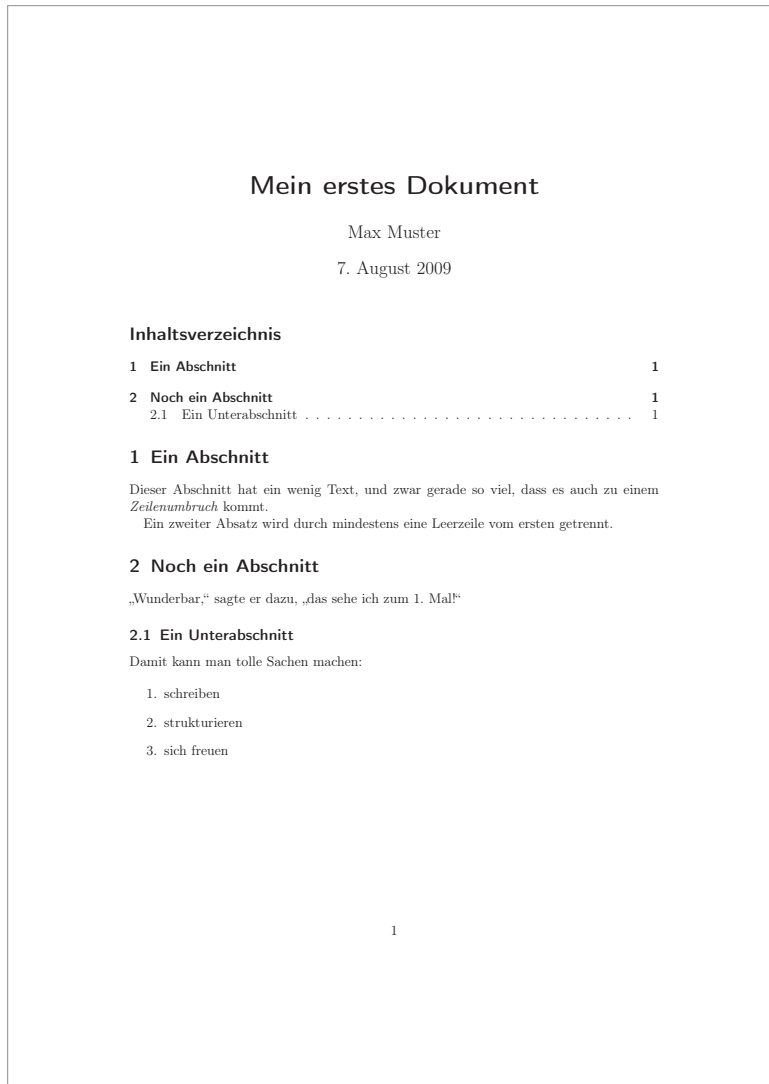 Mein erstes Dokument
Max Muster
7. August 2009
Inhaltsverzeichnis
1 Ein Abschnitt 1
2 Noch ein Abschnitt 1
2.1 Ein Unterabschnitt . . . . . . . . . . . . . . . . . . . . . . . . . . . . . . . 1
1 Ein Abschnitt
Dieser Abschnitt hat ein wenig Text, und zwar gerade so viel, dass es auch zu einem
Zeilenumbruch kommt.
Ein zweiter Absatz wird durch mindestens eine Leerzeile vom ersten getrennt.
2 Noch ein Abschnitt
„Wunderbar,“ sagte er dazu, „das sehe ich zum 1. Mal!“
2.1 Ein Unterabschnitt
Damit kann man tolle Sachen machen:
1. schreiben
2. strukturieren
3. sich freuen
1